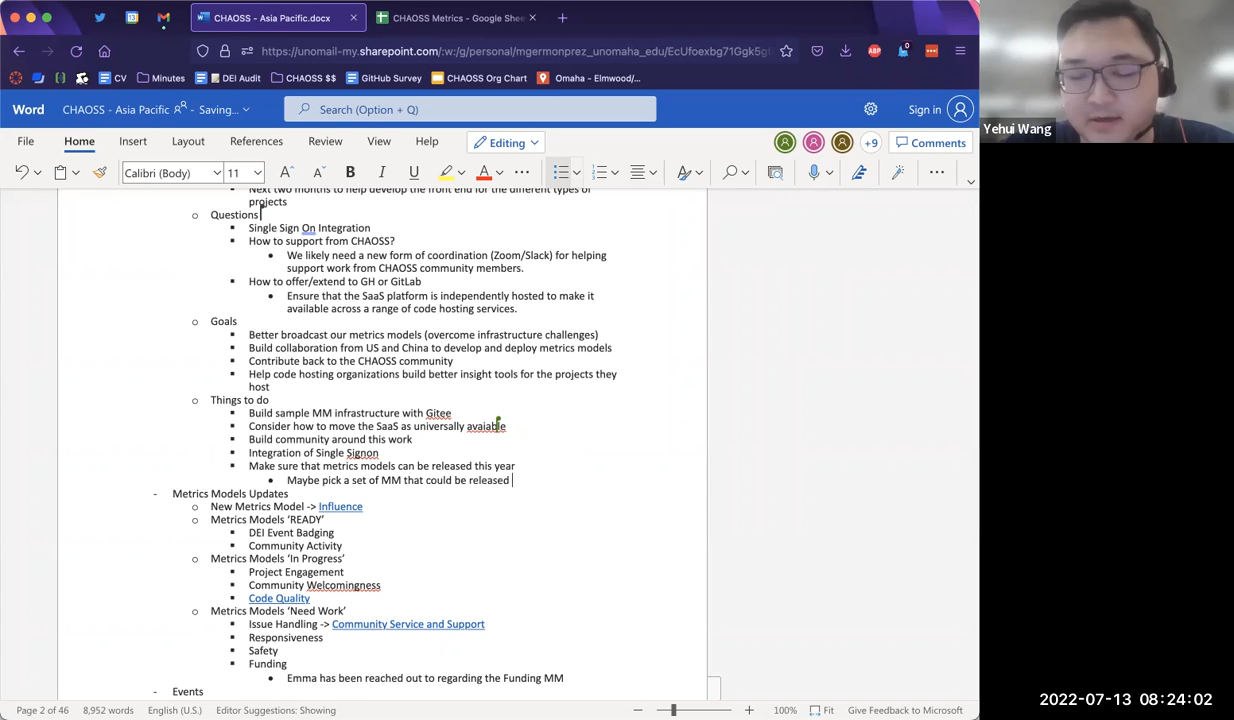 CHAOSS - Asia Pacific.docx
CHAOSS Metrics - Google She
https://unomail-my.sharepoint.com/:w:/g/personal/mgermonprez_unomaha_edu/EcUfoexbg71Ggk5g
CV
Minutes
DEI Audit
CHAOSS $$
GitHub Survey
CHAOSS Org Chart
Omaha - Elmwood/...
Word
CHAOSS - Asia Pacific
- Saving...
Search (Option + Q)
Sign in
File
Home
Insert
Layout
References
Review
View
Help
Editing
+9
Comments
Calibri (Body)
11
Next two months to help develop the front end for the different types of
projects
Questions
Single Sign On Integration
How to support from CHAOSS?
We likely need a new form of coordination (Zoom/Slack) for helping
support work from CHAOSS community members.
How to offer/extend to GH or GitLab
Ensure that the SaaS platform is independently hosted to make it
available across a range of code hosting services.
Goals
Better broadcast our metrics models (overcome infrastructure challenges)
Build collaboration from US and China to develop and deploy metrics models
Contribute back to the CHAOSS community
Help code hosting organizations build better insight tools for the projects they
host
Things to do
Build sample MM infrastructure with Gitee
Consider how to move the SaaS as universally avaiable
Build community around this work
Integration of Single Signon
Make sure that metrics models can be released this year
Maybe pick a set of MM that could be released
- Metrics Models Updates
New Metrics Model -> Influence
Metrics Models ‘READY’
DEI Event Badging
Community Activity
Metrics Models ‘In Progress’
Project Engagement
Community Welcomingness
Code Quality
Metrics Models ‘Need Work’
Issue Handling -> Community Service and Support
Responsiveness
Safety
Funding
Emma has been reached out to regarding the Funding MM
- Events
Page 2 of 46
8,952 words
English (U.S.)
Editor Suggestions: Showing
100%
Fit
Give Feedback to Microsoft
Yehui Wang
2022-07-13 08:24:02